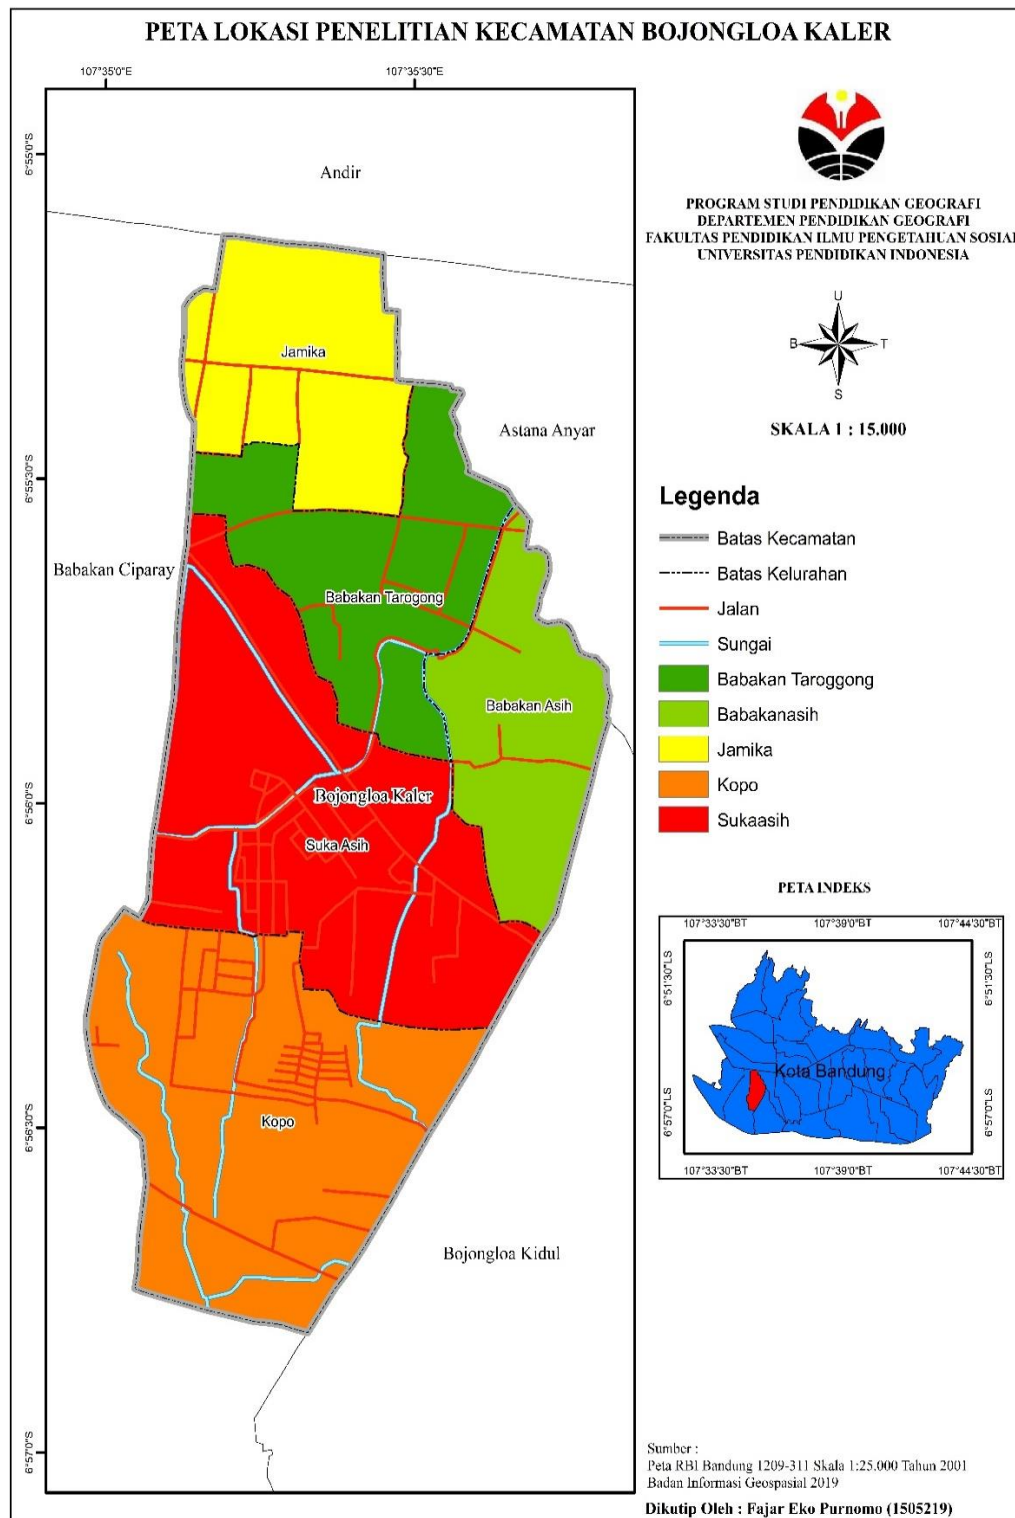 PETA LOKASI PENELITIAN KECAMATAN BOJONGLOA KALER
107°35'0"E
107°35'30"E
6°55'0"S
6°55'30"S
6°56'0"S
6°56'30"S
6°57'0"S
Andir
Jamika
Astana Anyar
Babakan Ciparay
Babakan Tarogong
Babakan Asih
Bojongloa Kaler
Suka Asih
Kopo
Bojongloa Kidul
PROGRAM STUDI PENDIDIKAN GEOGRAFI
DEPARTEMEN PENDIDIKAN GEOGRAFI
FAKULTAS PENDIDIKAN ILMU PENGETAHUAN SOSIAL
UNIVERSITAS PENDIDIKAN INDONESIA
U
B
T
S
SKALA 1 : 15.000
Legenda
Batas Kecamatan
Batas Kelurahan
Jalan
Sungai
Babakan Taroggong
Babakanasih
Jamika
Kopo
Sukaasih
PETA INDEKS
107°33'30"BT
107°39'0"BT
107°44'30"BT
6°51'30"LS
6°51'30"LS
Kota Bandung
6°57'0"LS
6°57'0"LS
107°33'30"BT
107°39'0"BT
107°44'30"BT
Sumber :
Peta RBI Bandung 1209-311 Skala 1:25.000 Tahun 2001
Badan Informasi Geospasial 2019
Dikutip Oleh : Fajar Eko Purnomo (1505219)